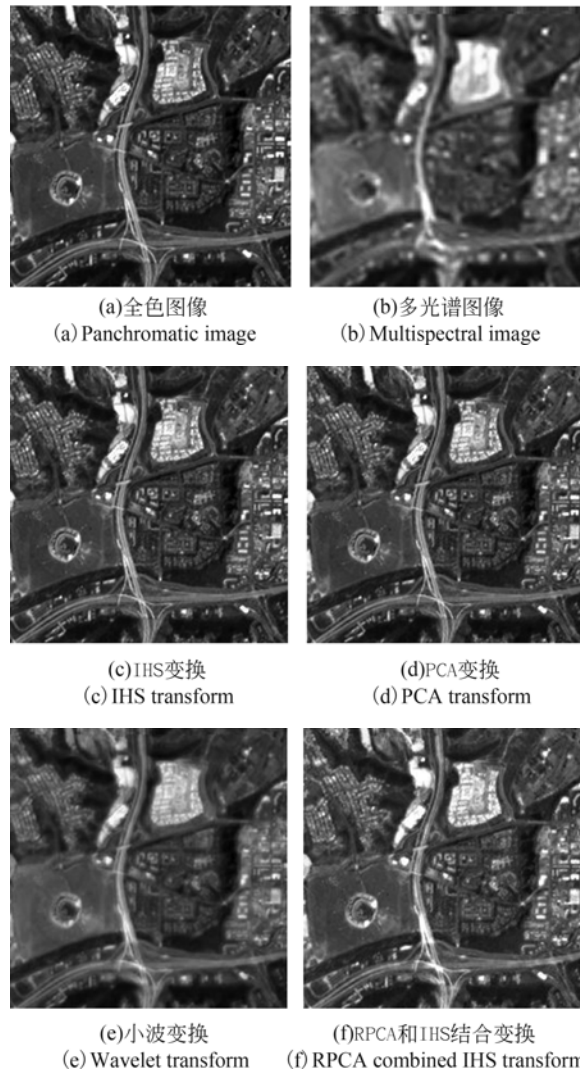 (a)全色图像
(a) Panchromatic image
(b)多光谱图像
(b) Multispectral image
(c)IHS变换
(c) IHS transform
(d)PCA变换
(d) PCA transform
(e)小波变换
(e) Wavelet transform
(f)RPCA和IHS结合变换
(f) RPCA combined IHS transform